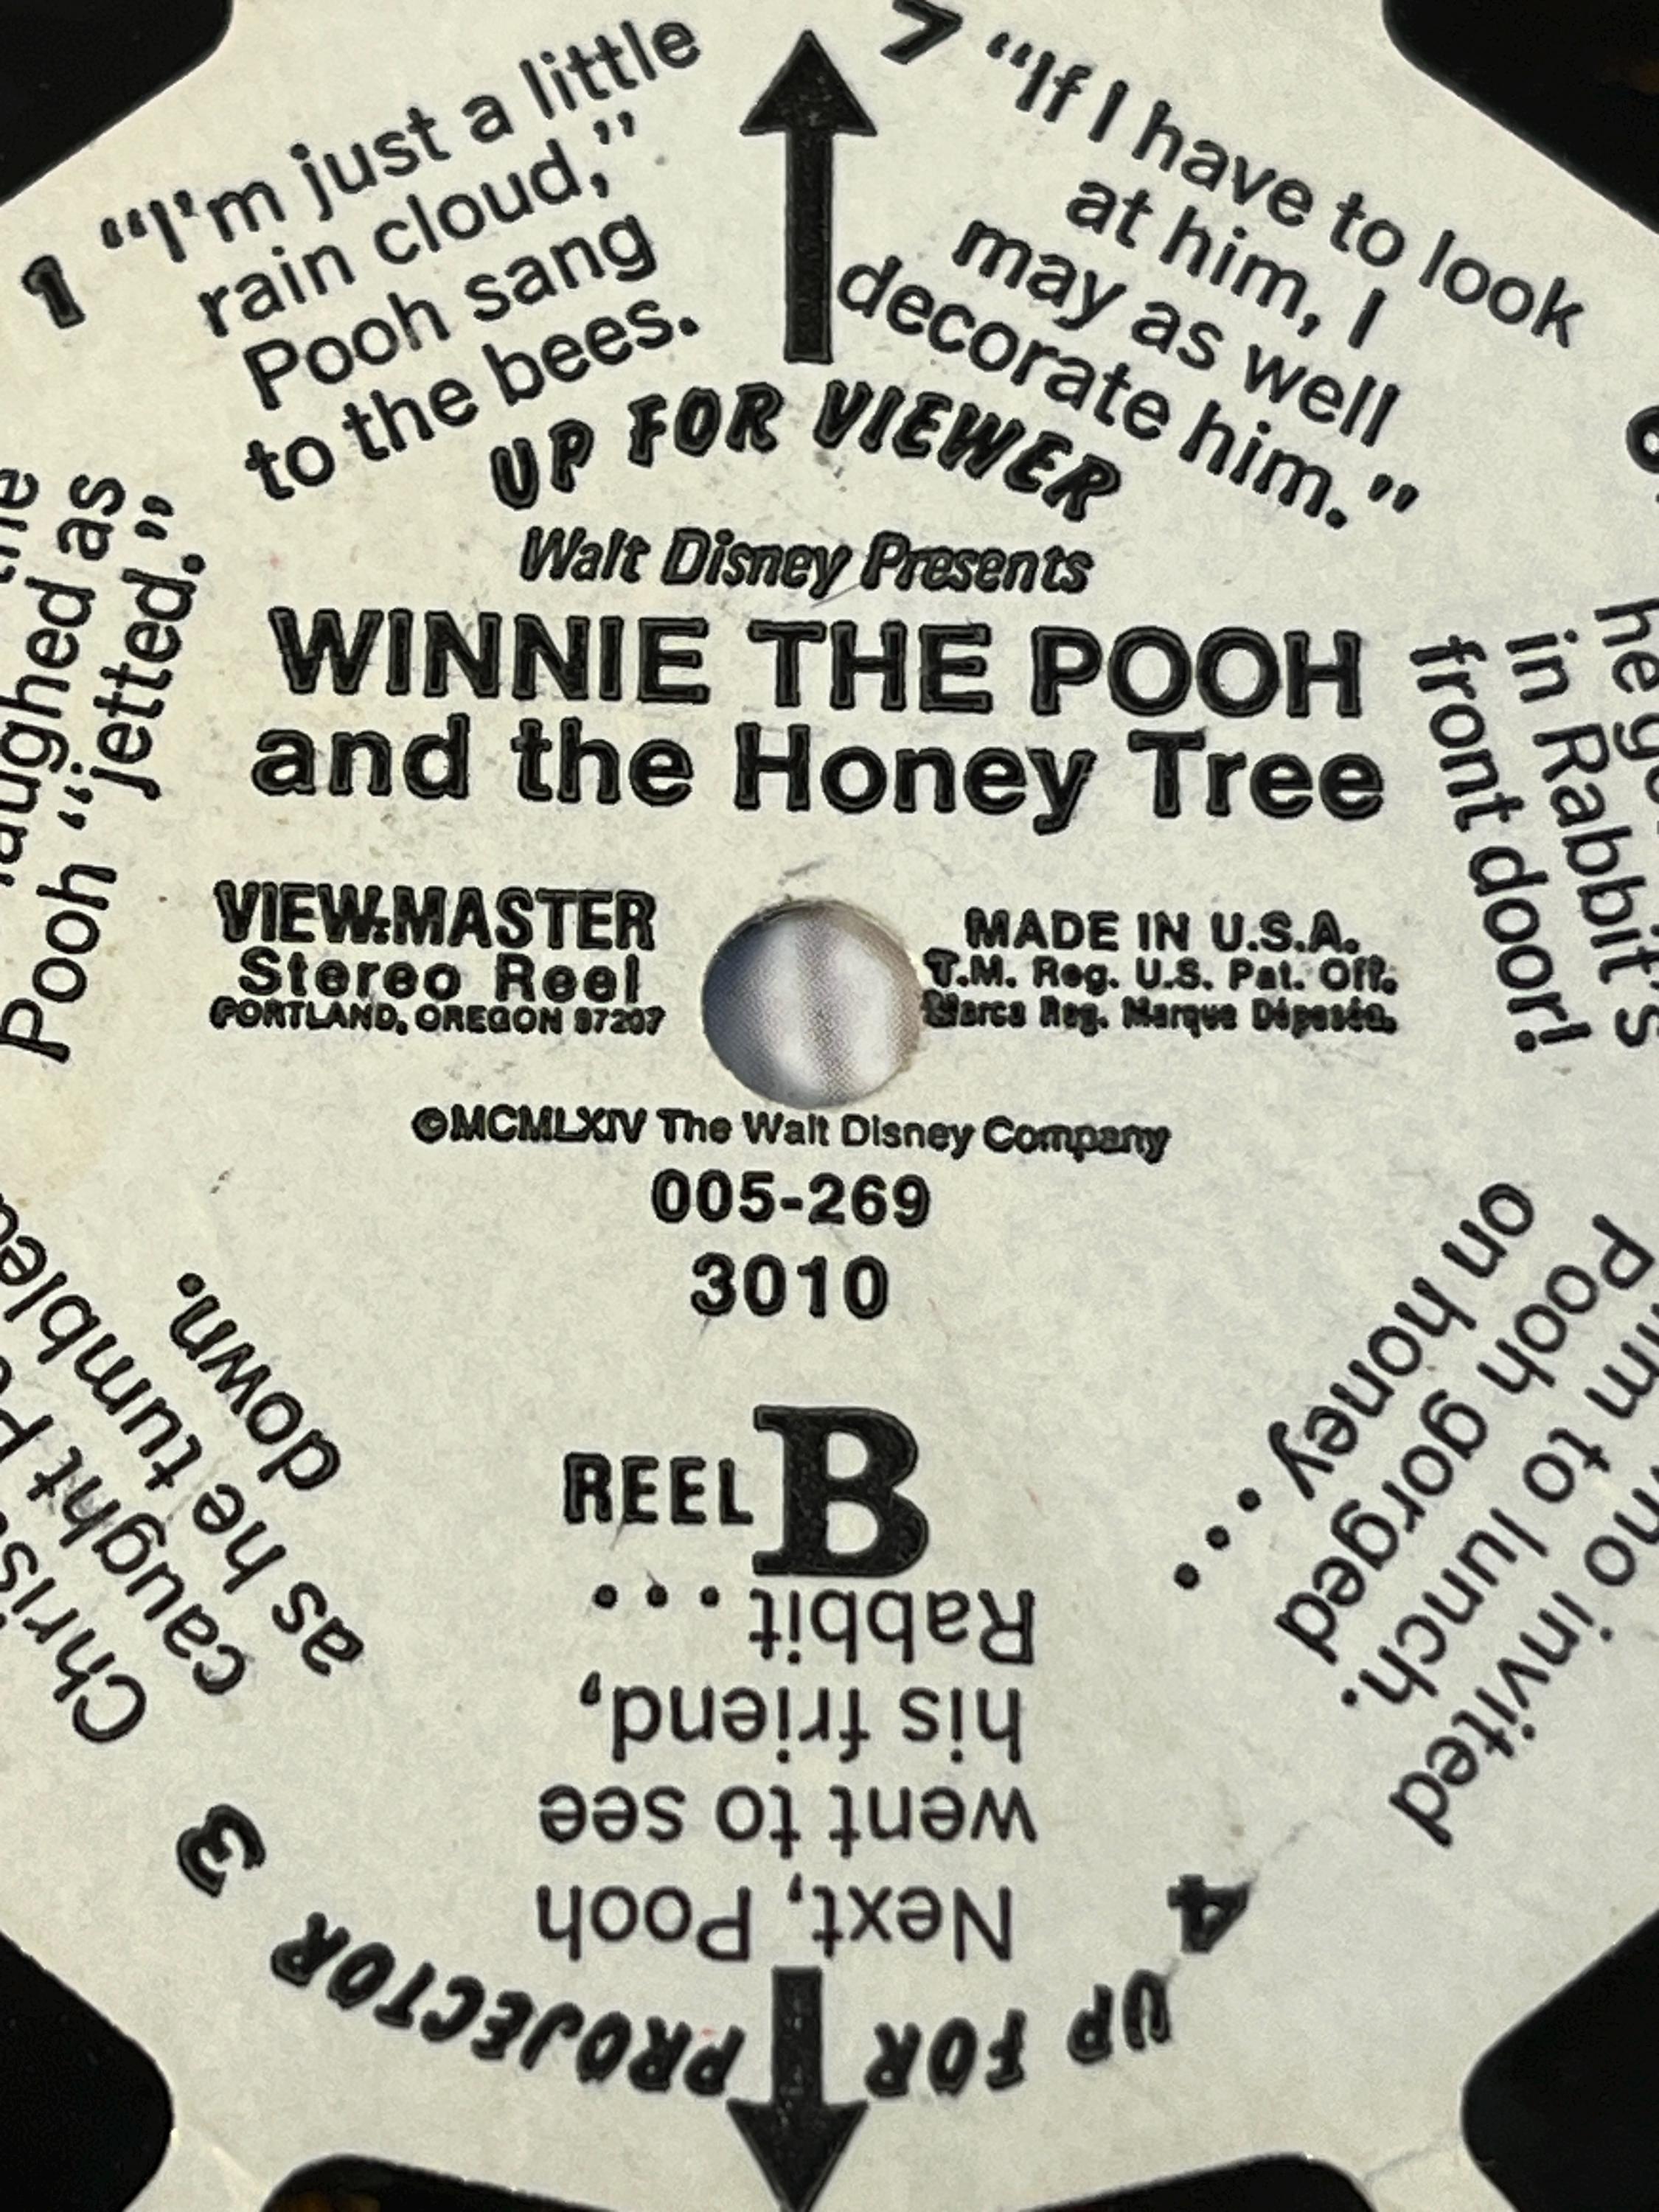 1 "I'm just a little
rain cloud,"
Pooh sang
to the bees.
7 "If I have to look
at him, I
may as well
decorate him."
UP FOR VIEWER
Walt Disney Presents
WINNIE THE POOH
and the Honey Tree
VIEW-MASTER
Stereo Reel
PORTLAND, OREGON 97207
MADE IN U.S.A.
T.M. Reg. U.S. Pat. Off.
Marca Reg. Marque Déposée.
©MCMLXIV The Walt Disney Company
005-269
3010
REEL B
as
Pooh "jetted."
3
caught
as he tumbled
down.
4
Next, Pooh
went to see
his friend,
Rabbit...
invited
to lunch.
Pooh gorged
on honey...
he
in Rabbit's
front door!
UP FOR PROJECTOR